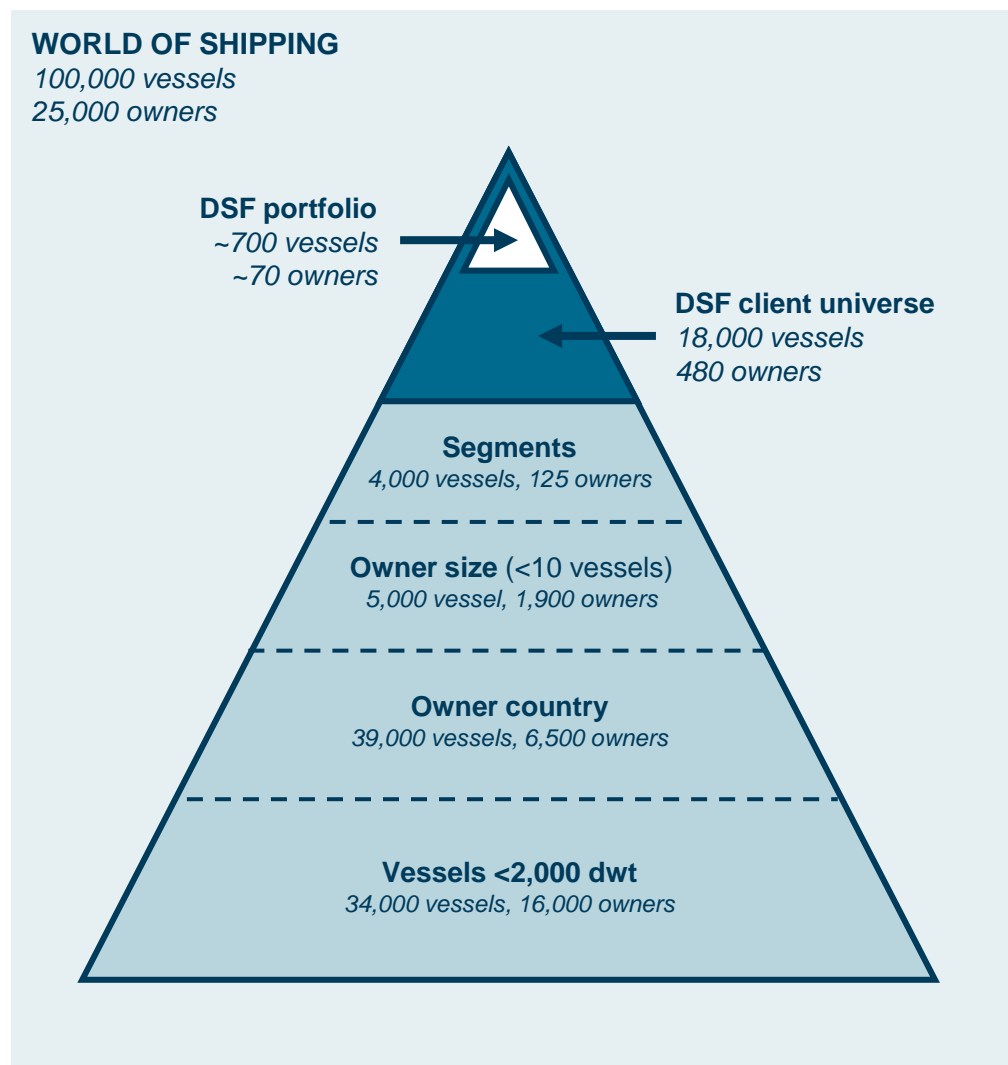 WORLD OF SHIPPING
100,000 vessels
25,000 owners
DSF portfolio
~700 vessels
~70 owners
DSF client universe
18,000 vessels
480 owners
Segments
4,000 vessels, 125 owners
Owner size (<10 vessels)
5,000 vessel, 1,900 owners
Owner country
39,000 vessels, 6,500 owners
Vessels <2,000 dwt
34,000 vessels, 16,000 owners